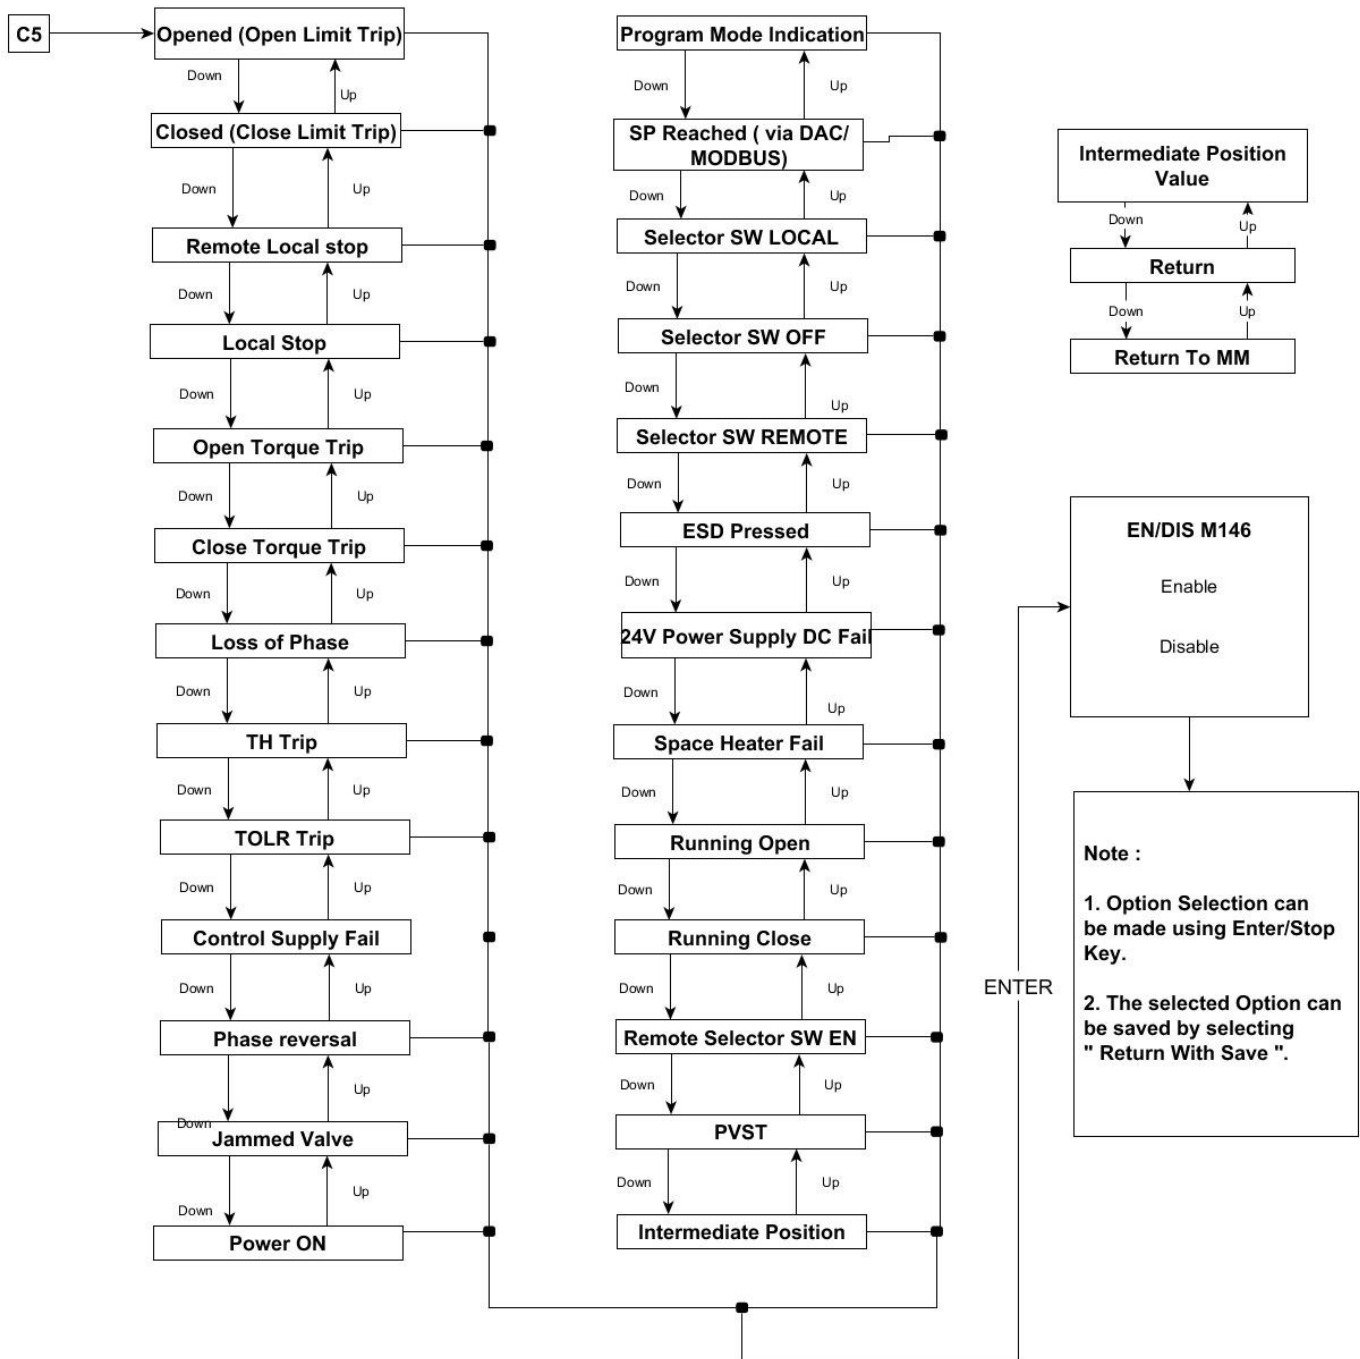 C5
Opened (Open Limit Trip)
Down
Up
Closed (Close Limit Trip)
Down
Up
Remote Local stop
Down
Up
Local Stop
Down
Up
Open Torque Trip
Down
Up
Close Torque Trip
Down
Up
Loss of Phase
Down
Up
TH Trip
Down
Up
TOLR Trip
Down
Up
Control Supply Fail
Down
Up
Phase reversal
Down
Up
Jammed Valve
Down
Up
Power ON
Program Mode Indication
Down
Up
SP Reached ( via DAC/
MODBUS)
Down
Up
Selector SW LOCAL
Down
Up
Selector SW OFF
Down
Up
Selector SW REMOTE
Down
Up
ESD Pressed
Down
Up
24V Power Supply DC Fail
Down
Up
Space Heater Fail
Down
Up
Running Open
Down
Up
Running Close
Down
Up
Remote Selector SW EN
Down
Up
PVST
Down
Up
Intermediate Position
Intermediate Position
Value
Down
Up
Return
Down
Up
Return To MM
ENTER
EN/DIS M146
Enable
Disable
Note :
1. Option Selection can
be made using Enter/Stop
Key.
2. The selected Option can
be saved by selecting
" Return With Save ".